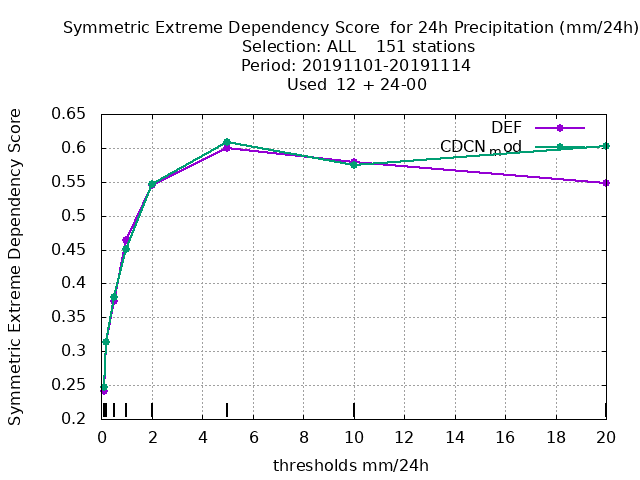 Symmetric Extreme Dependency Score  for 24h Precipitation (mm/24h)
Selection: ALL    151 stations
Period: 20191101-20191114
Used  12 + 24-00
DEF
CDCN_mod
Symmetric Extreme Dependency Score
0.65
0.6
0.55
0.5
0.45
0.4
0.35
0.3
0.25
0.2
0 2 4 6 8 10 12 14 16 18 20
thresholds mm/24h